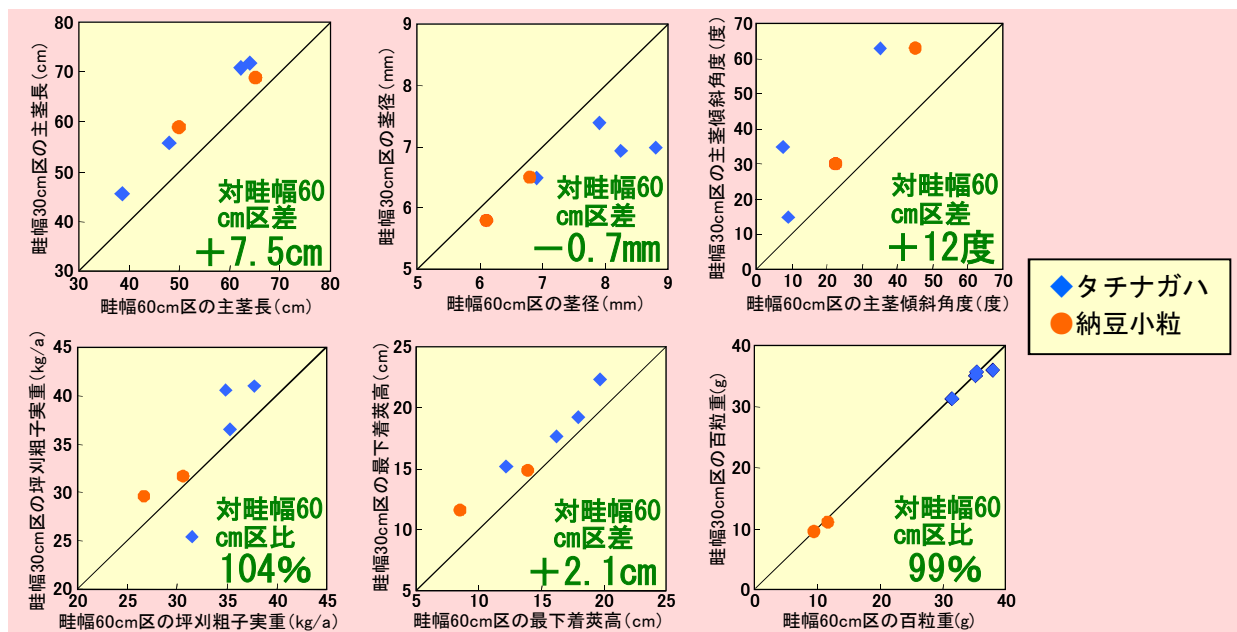 80
70
60
50
40
30
30
40
50
60
70
80
畦幅30cm区の主茎長(cm)
畦幅60cm区の主茎長(cm)
対畦幅60
cm区差
＋7.5cm
9
8
7
6
5
5
6
7
8
9
畦幅30cm区の茎径(mm)
畦幅60cm区の茎径(mm)
対畦幅60
cm区差
－0.7mm
70
60
50
40
30
20
10
0
0
10
20
30
40
50
60
70
畦幅30cm区の主茎傾斜角度(度)
畦幅60cm区の主茎傾斜角度(度)
対畦幅60
cm区差
＋12度
タチナガハ
納豆小粒
45
40
35
30
25
20
20
25
30
35
40
45
畦幅30cm区の坪刈粗子実重(kg/a)
畦幅60cm区の坪刈粗子実重(kg/a)
対畦幅60
cm区比
104%
25
20
15
10
5
5
10
15
20
25
畦幅30cm区の最下着莢高(cm)
畦幅60cm区の最下着莢高(cm)
対畦幅60
cm区差
＋2.1cm
40
30
20
10
0
0
10
20
30
40
畦幅30cm区の百粒重(g)
畦幅60cm区の百粒重(g)
対畦幅60
cm区比
99%